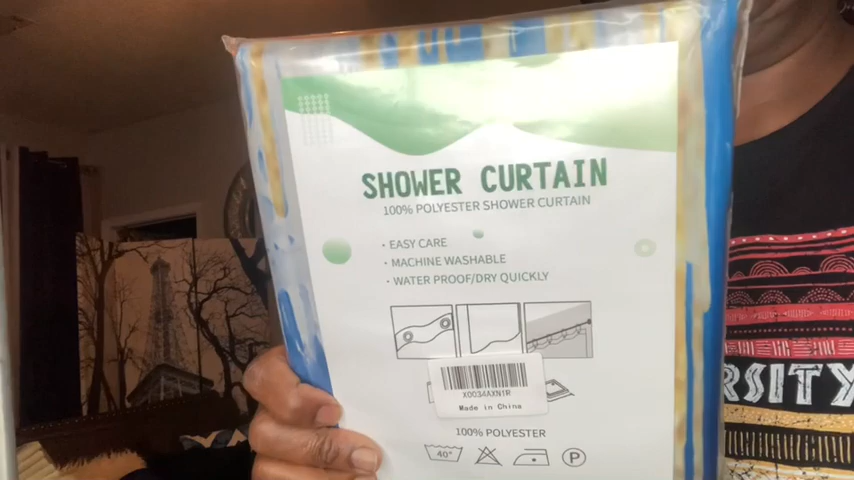 SHOWER CURTAIN
100% POLYESTER SHOWER CURTAIN
· EASY CARE
· MACHINE WASHABLE
· WATER PROOF/DRY QUICKLY
X0034AXN1R
Made in China
100% POLYESTER
40° P
RSITY